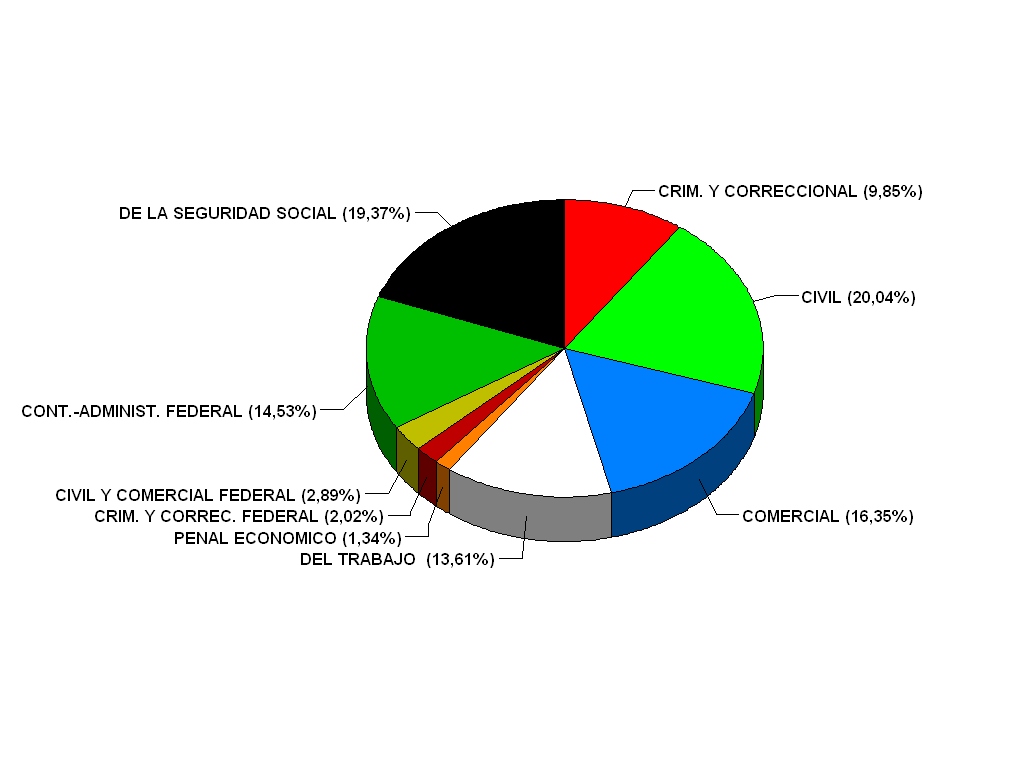 CRIM. Y CORRECCIONAL (9,85%)
DE LA SEGURIDAD SOCIAL (19,37%)
CIVIL (20,04%)
CONT.-ADMINIST. FEDERAL (14,53%)
CIVIL Y COMERCIAL FEDERAL (2,89%)
CRIM. Y CORREC. FEDERAL (2,02%)
COMERCIAL (16,35%)
PENAL ECONOMICO (1,34%)
DEL TRABAJO  (13,61%)